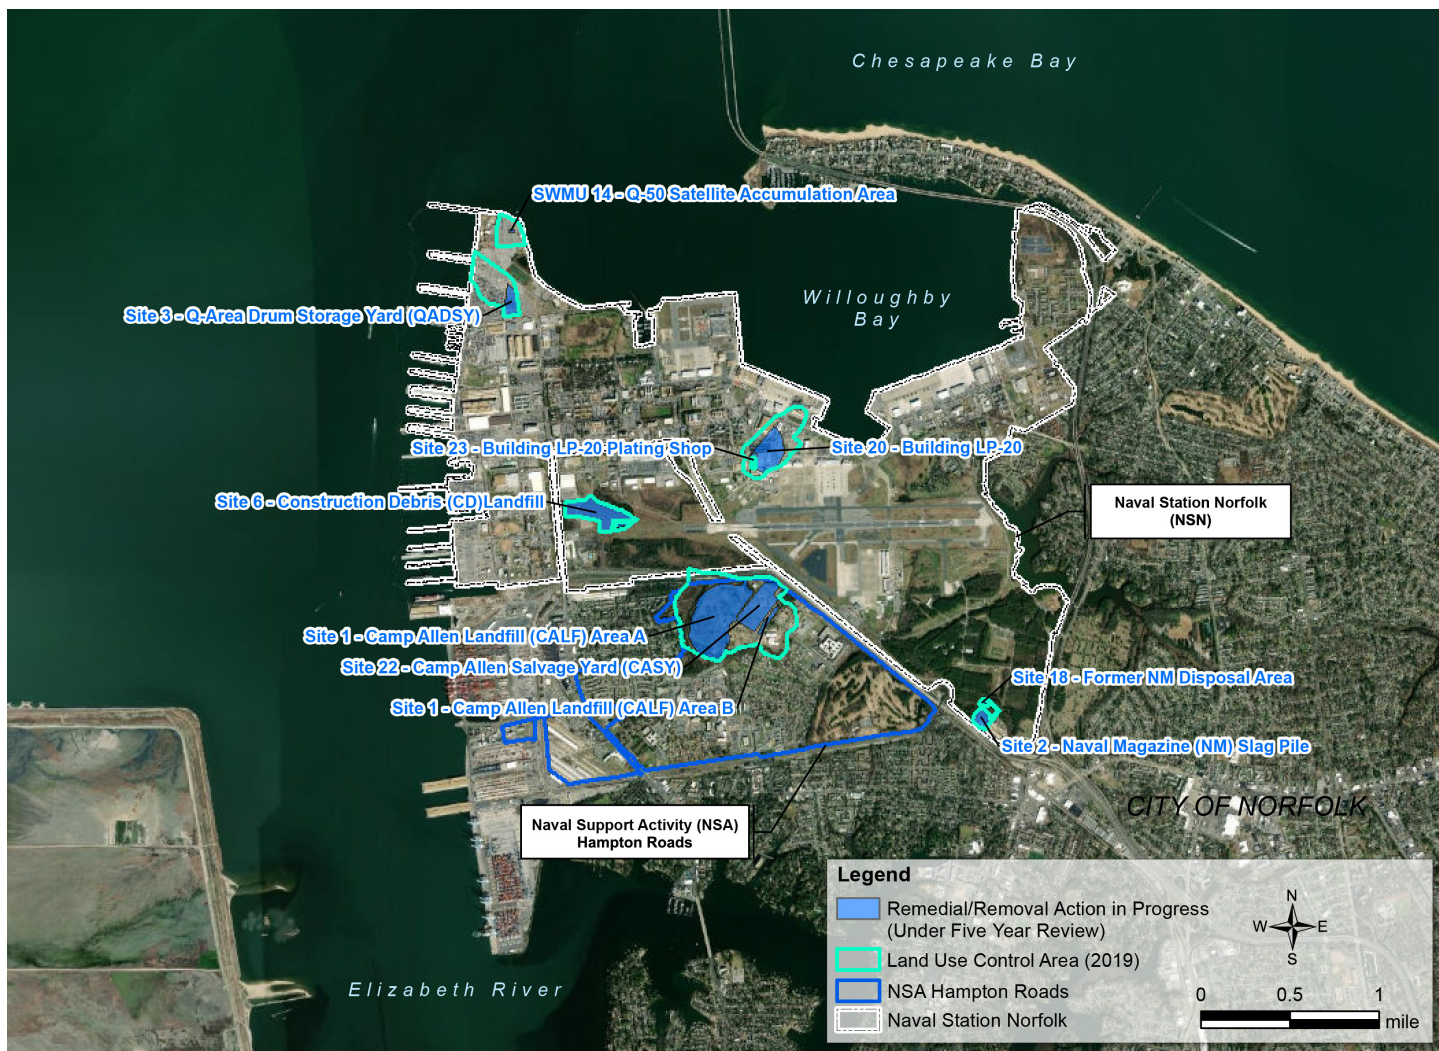 Chesapeake Bay
SWMU 14 - Q-50 Satellite Accumulation Area
Willoughby
Bay
Site 3 - Q-Area Drum Storage Yard (QADSY)
Site 23 - Building LP-20 Plating Shop
Site 20 - Building LP-20
Site 6 - Construction Debris (CD)Landfill
Naval Station Norfolk
(NSN)
Site 1 - Camp Allen Landfill (CALF) Area A
Site 22 - Camp Allen Salvage Yard (CASY)
Site 18 - Former NM Disposal Area
Site 1 - Camp Allen Landfill (CALF) Area B
Site 2 - Naval Magazine (NM) Slag Pile
CITY OF NORFOLK
Naval Support Activity (NSA)
Hampton Roads
Elizabeth River
Legend
Remedial/Removal Action in Progress
(Under Five Year Review)
Land Use Control Area (2019)
NSA Hampton Roads
Naval Station Norfolk
N
W E
S
0 0.5 1
mile